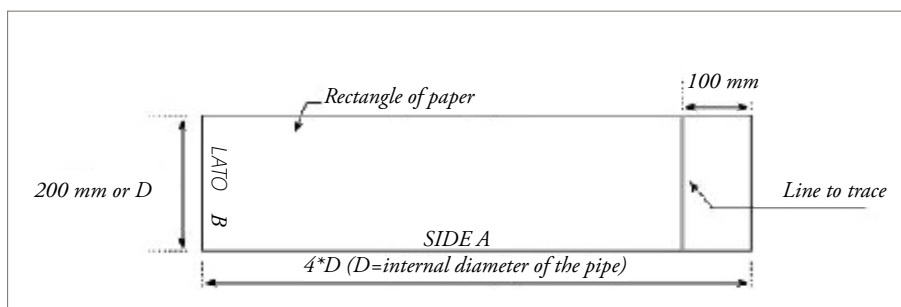 100 mm
Rectangle of paper
LATO B
200 mm or D
Line to trace
SIDE A
4*D (D=internal diameter of the pipe)